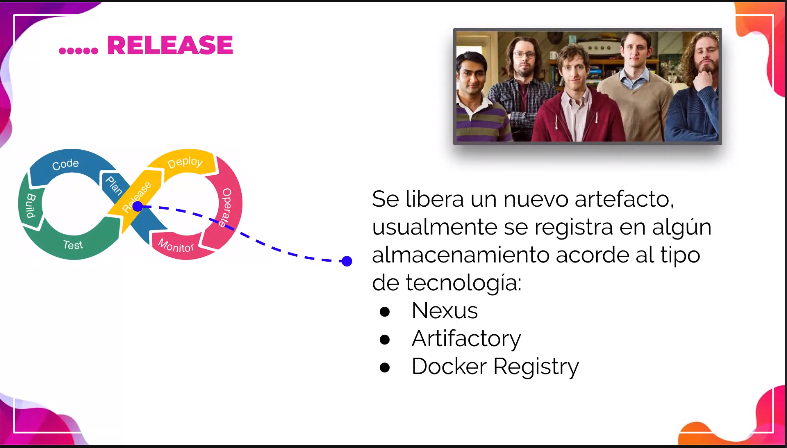 ..... RELEASE
Code
Plan
Release
Deploy
Build
Operate
Test
Monitor
Se libera un nuevo artefacto,
usualmente se registra en algún
almacenamiento acorde al tipo
de tecnología:
● Nexus
● Artifactory
● Docker Registry